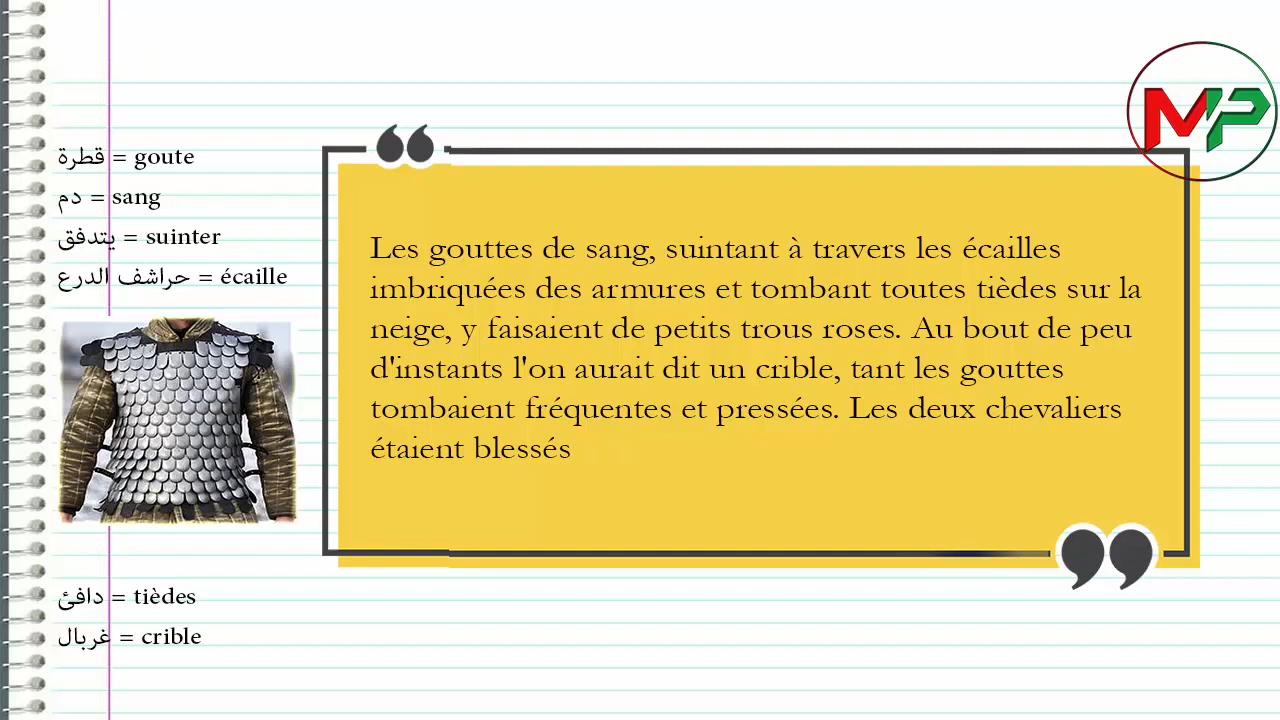 MP
قطرة = goute
دم = sang
يتدفق = suinter
حراشف الدرع = écaille
Les gouttes de sang, suintant à travers les écailles
imbriquées des armures et tombant toutes tièdes sur la
neige, y faisaient de petits trous roses. Au bout de peu
d'instants l'on aurait dit un crible, tant les gouttes
tombaient fréquentes et pressées. Les deux chevaliers
étaient blessés
دافئ = tièdes
غربال = crible